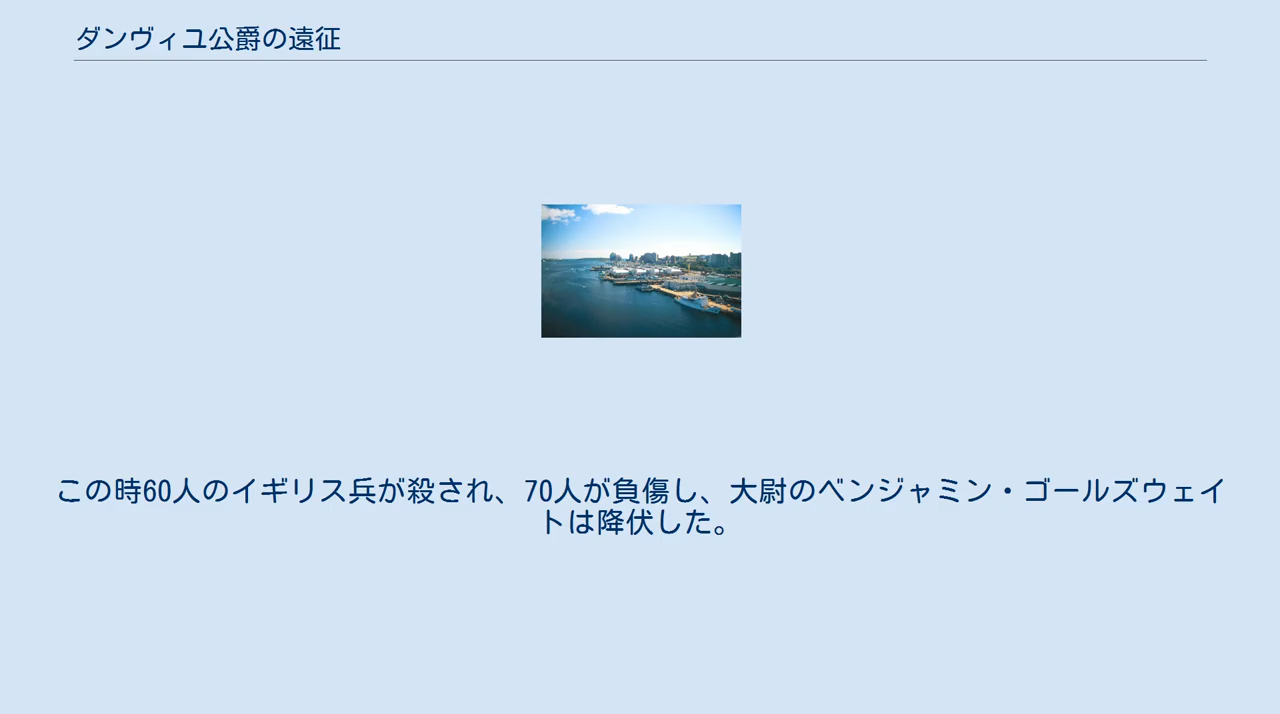 ダンヴィユ公爵の遠征
この時60人のイギリス兵が殺され、70人が負傷し、大尉のベンジャミン・ゴールズウェイ
トは降伏した。